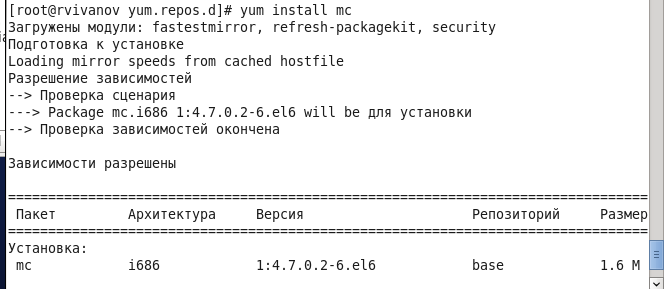 [root@rvivanov yum.repos.d]# yum install mc
Загружены модули: fastestmirror, refresh-packagekit, security
Подготовка к установке
Loading mirror speeds from cached hostfile
Разрешение зависимостей
--> Проверка сценария
---> Package mc.i686 1:4.7.0.2-6.el6 will be для установки
--> Проверка зависимостей окончена
Зависимости разрешены
================================================================================
Пакет Архитектура Версия Репозиторий Размер
================================================================================
Установка:
mc i686 1:4.7.0.2-6.el6 base 1.6 M